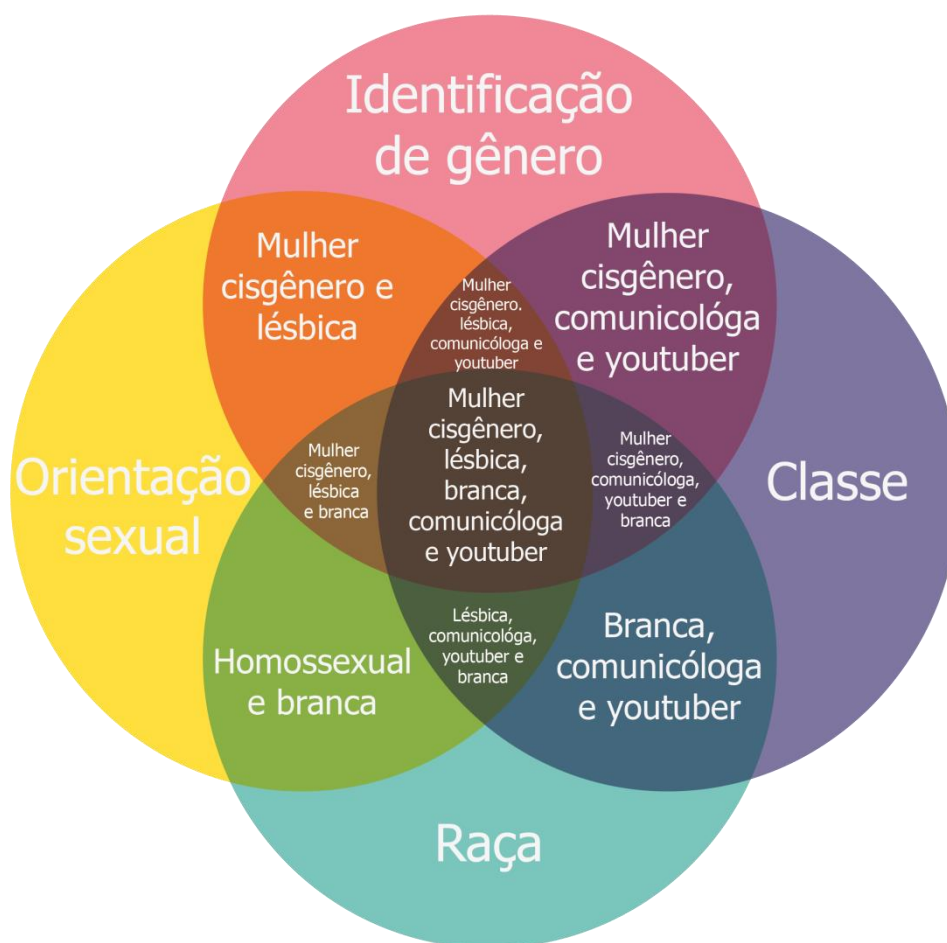 Identificação
de gênero
Mulher
cisgênero e
lésbica
Mulher
cisgênero.
lésbica,
comunicóloga e
youtuber
Mulher
cisgênero,
comunicológa
e youtuber
Orientação
sexual
Mulher
cisgênero,
lésbica
e branca
Mulher
cisgênero,
lésbica,
branca,
comunicóloga
e youtuber
Mulher
cisgênero,
comunicóloga,
youtuber e
branca
Classe
Homossexual
e branca
Lésbica,
comunicológa,
youtuber e
branca
Branca,
comunicóloga
e youtuber
Raça